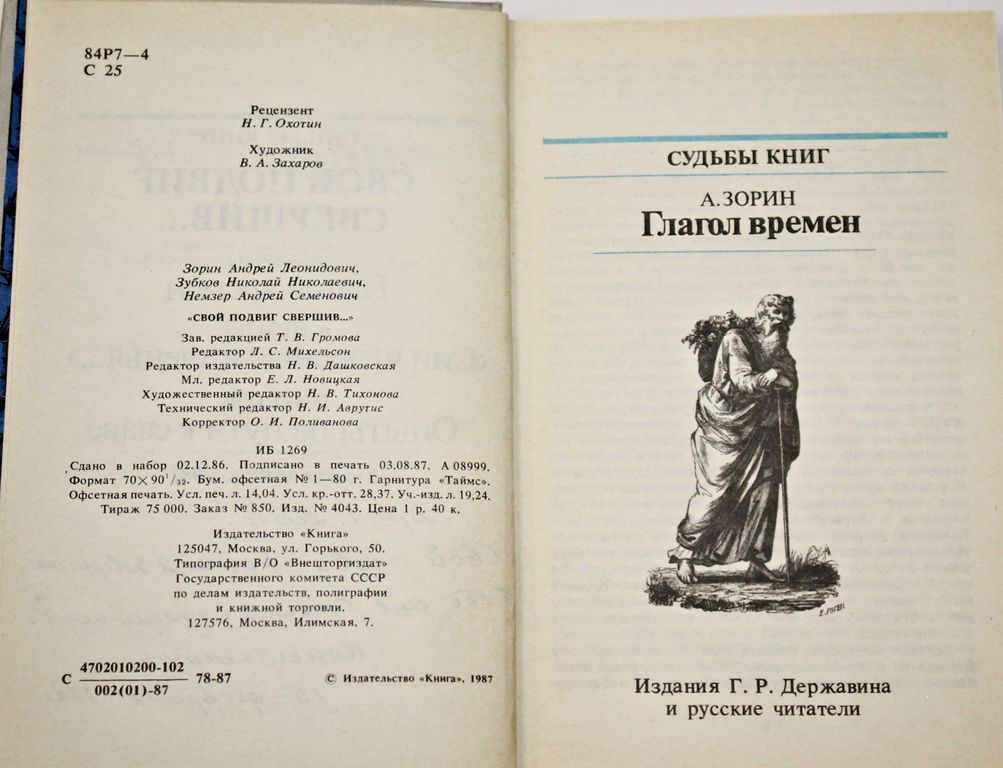 84Р7—4
С 25
Рецензент
Н. Г. Охотин
Художник
В. А. Захаров
Зорин Андрей Леонидович,
Зубков Николай Николаевич,
Немзер Андрей Семенович
«СВОЙ ПОДВИГ СВЕРШИВ...»
Зав. редакцией Т. В. Громова
Редактор Л. С. Михельсон
Редактор издательства Н. В. Дашковская
Мл. редактор Е. Л. Новицкая
Художественный редактор Н. В. Тихонова
Технический редактор Н. И. Аврутис
Корректор О. И. Поливанова
ИБ 1269
Сдано в набор 02.12.86. Подписано в печать 03.08.87. А 08999.
Формат 70×90 1/32. Бум. офсетная № 1—80 г. Гарнитура «Таймс».
Офсетная печать. Усл. печ. л. 14,04. Усл. кр.-отт. 28,37. Уч.-изд. л. 19,24.
Тираж 75 000. Заказ № 850. Изд. № 4043. Цена 1 р. 40 к.
Издательство «Книга»
125047, Москва, ул. Горького, 50.
Типография В/О «Внешторгиздат»
Государственного комитета СССР
по делам издательств, полиграфии
и книжной торговли.
127576, Москва, Илимская, 7.
С 4702010200-102 78-87
002(01)-87
© Издательство «Книга», 1987
СУДЬБЫ КНИГ
А. ЗОРИН
Глагол времен
Издания Г. Р. Державина
и русские читатели